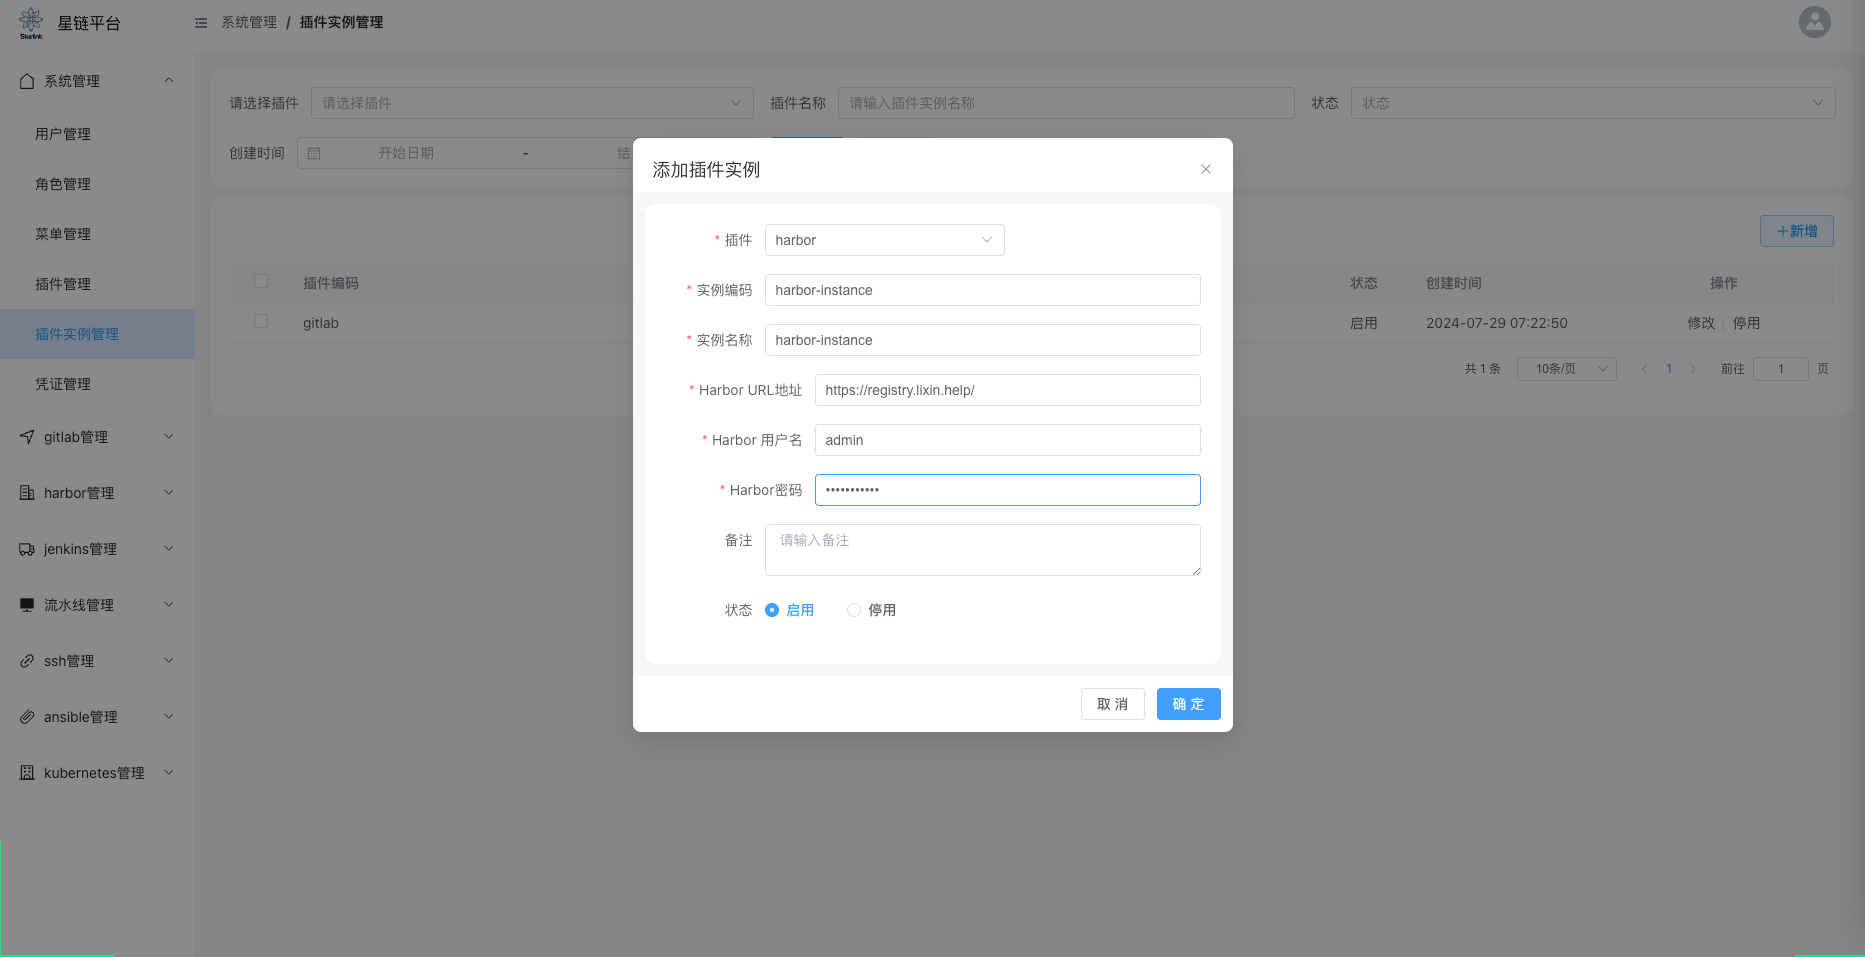 星链平台
Starlink
系统管理 / 插件实例管理
系统管理
用户管理
角色管理
菜单管理
插件管理
插件实例管理
凭证管理
gitlab管理
harbor管理
jenkins管理
流水线管理
ssh管理
ansible管理
kubernetes管理
请选择插件 请选择插件 插件名称 请输入插件实例名称 状态 状态
创建时间 开始日期 - 结
+新增
插件编码 状态 创建时间 操作
gitlab 启用 2024-07-29 07:22:50 修改 | 停用
共 1 条 10条/页 < 1 > 前往 1 页
添加插件实例 ×
* 插件 harbor
* 实例编码 harbor-instance
* 实例名称 harbor-instance
* Harbor URL地址 https://registry.lixin.help/
* Harbor 用户名 admin
* Harbor密码 •••••••••••
备注 请输入备注
状态 启用 停用
取 消 确 定